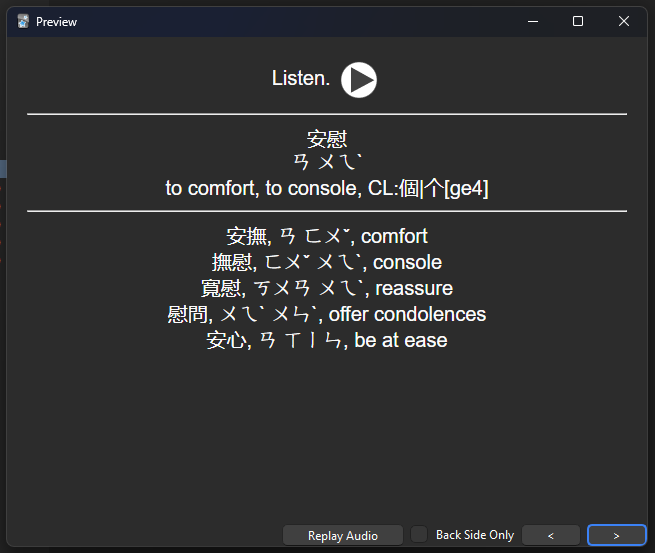 Preview
Listen.
安慰
ㄢ ㄨㄟˋ
to comfort, to console, CL:個|个[ge4]
安撫, ㄢ ㄈㄨˇ, comfort
撫慰, ㄈㄨˇ ㄨㄟˋ, console
寬慰, ㄎㄨㄢ ㄨㄟˋ, reassure
慰問, ㄨㄟˋ ㄨㄣˋ, offer condolences
安心, ㄢ ㄒㄧㄣ, be at ease
Replay Audio
Back Side Only
<
>